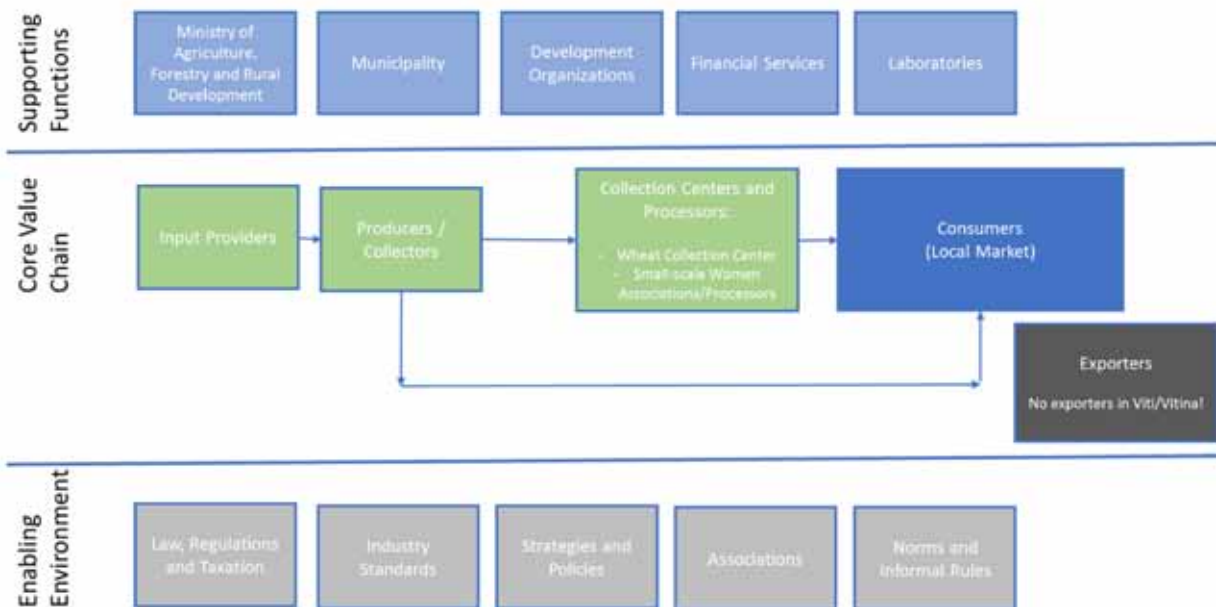 Supporting
Functions
Ministry of
Agriculture,
Forestry and Rural
Development
Municipality
Development
Organizations
Financial Services
Laboratories
Core Value
Chain
Input Providers
Producers /
Collectors
Collection Centers and
Processors:
- Wheat Collection Center
- Small-scale Women
Associations/Processors
Consumers
(Local Market)
Exporters
No exporters in Viti/Vitina!
Enabling
Environment
Law, Regulations
and Taxation
Industry
Standards
Strategies and
Policies
Associations
Norms and
Informal Rules